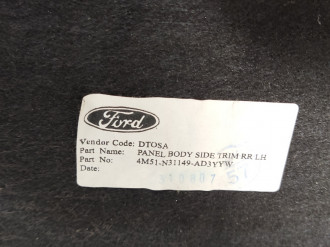 Ford
Vendor Code: DTOSA
Part Name: PANEL BODY SIDE TRIM RR LH
Part No: 4M51-N31149-AD3YYW
Date: